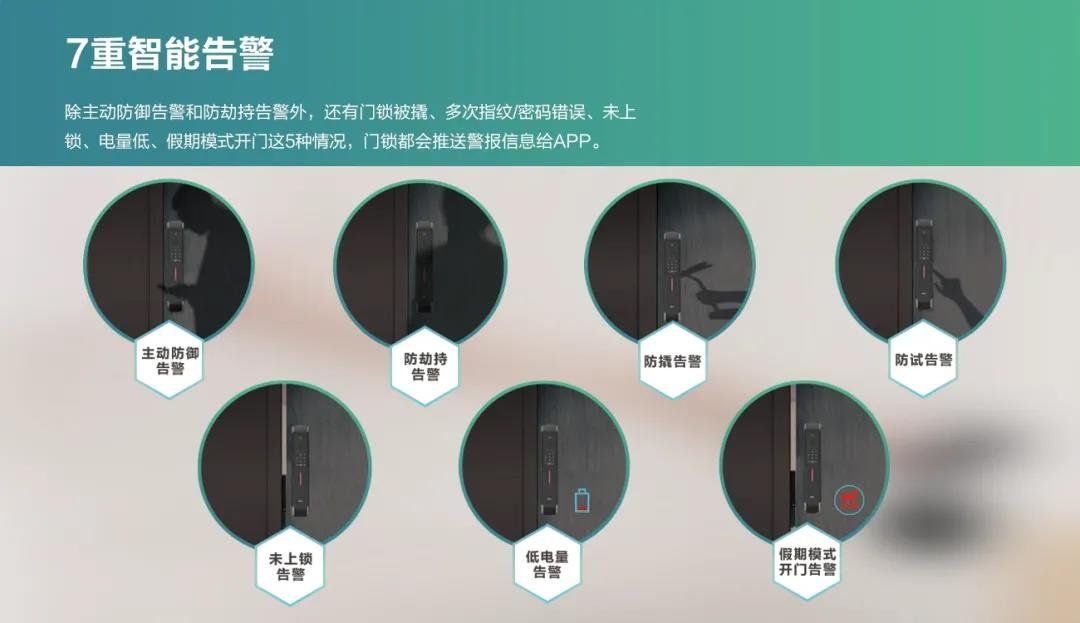 7重智能告警
除主动防御告警和防劫持告警外，还有门锁被撬、多次指纹/密码错误、未上
锁、电量低、假期模式开门这5种情况，门锁都会推送警报信息给APP。
主动防御
告警
防劫持
告警
防撬告警
防试告警
未上锁
告警
低电量
告警
假期模式
开门告警